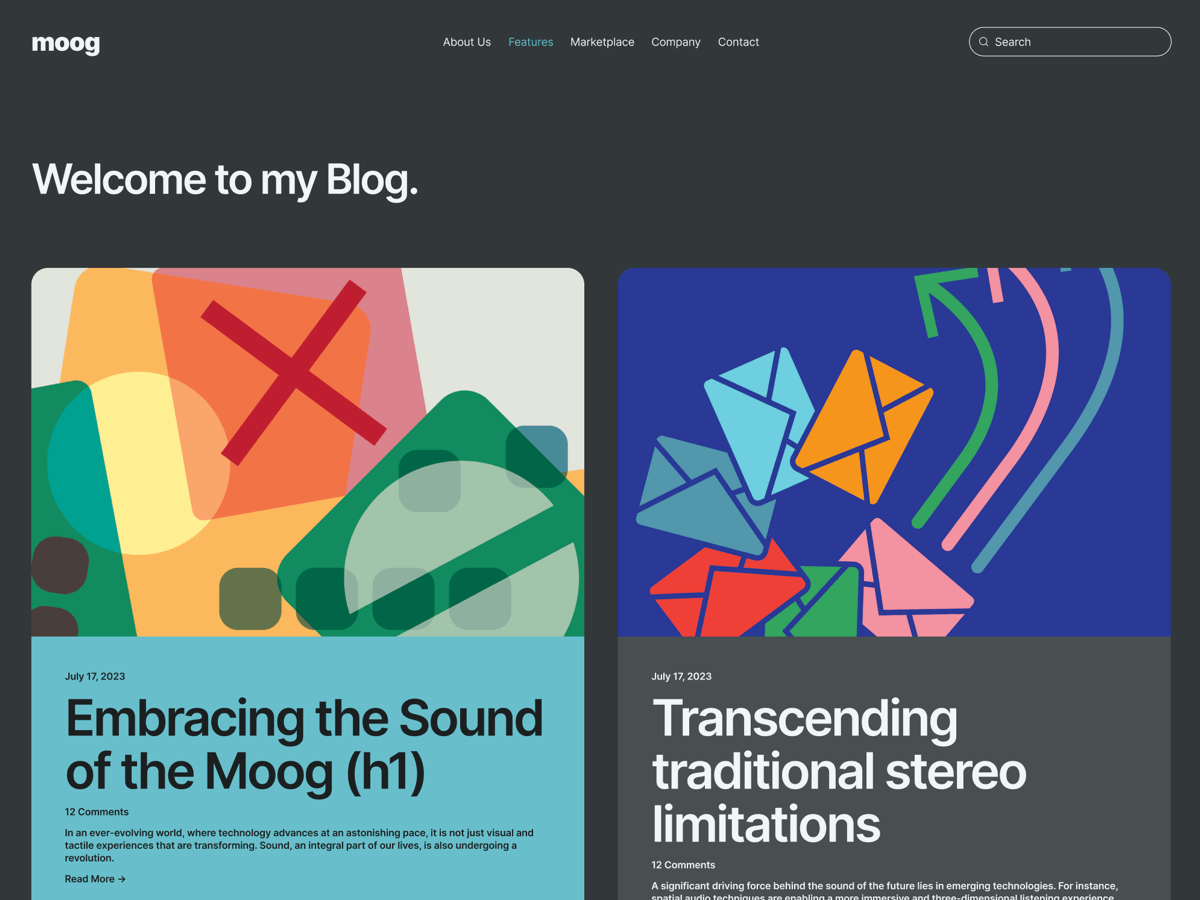 moog
About Us
Features
Marketplace
Company
Contact
Search
Welcome to my Blog.
July 17, 2023
Embracing the Sound
of the Moog (h1)
12 Comments
In an ever-evolving world, where technology advances at an astonishing pace, it is not just visual and
tactile experiences that are transforming. Sound, an integral part of our lives, is also undergoing a
revolution.
Read More →
July 17, 2023
Transcending
traditional stereo
limitations
12 Comments
A significant driving force behind the sound of the future lies in emerging technologies. For instance,
spatial audio techniques are enabling a more immersive and three-dimensional listening experience,